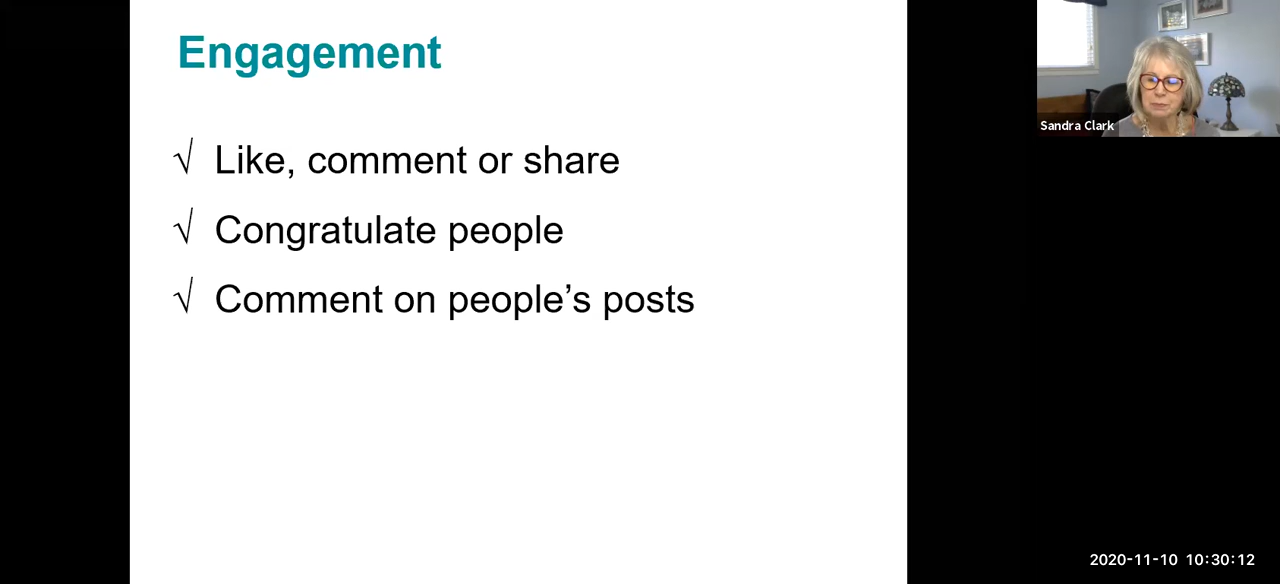 Engagement
√ Like, comment or share
√ Congratulate people
√ Comment on people’s posts
Sandra Clark
2020-11-10 10:30:12